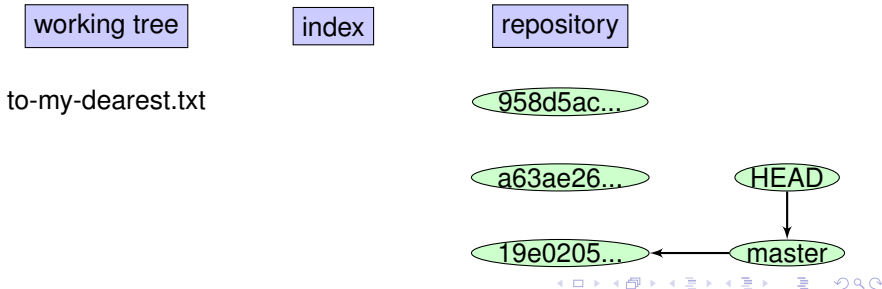 working tree index repository
to-my-dearest.txt 958d5ac...
a63ae26... HEAD
19e0205... master